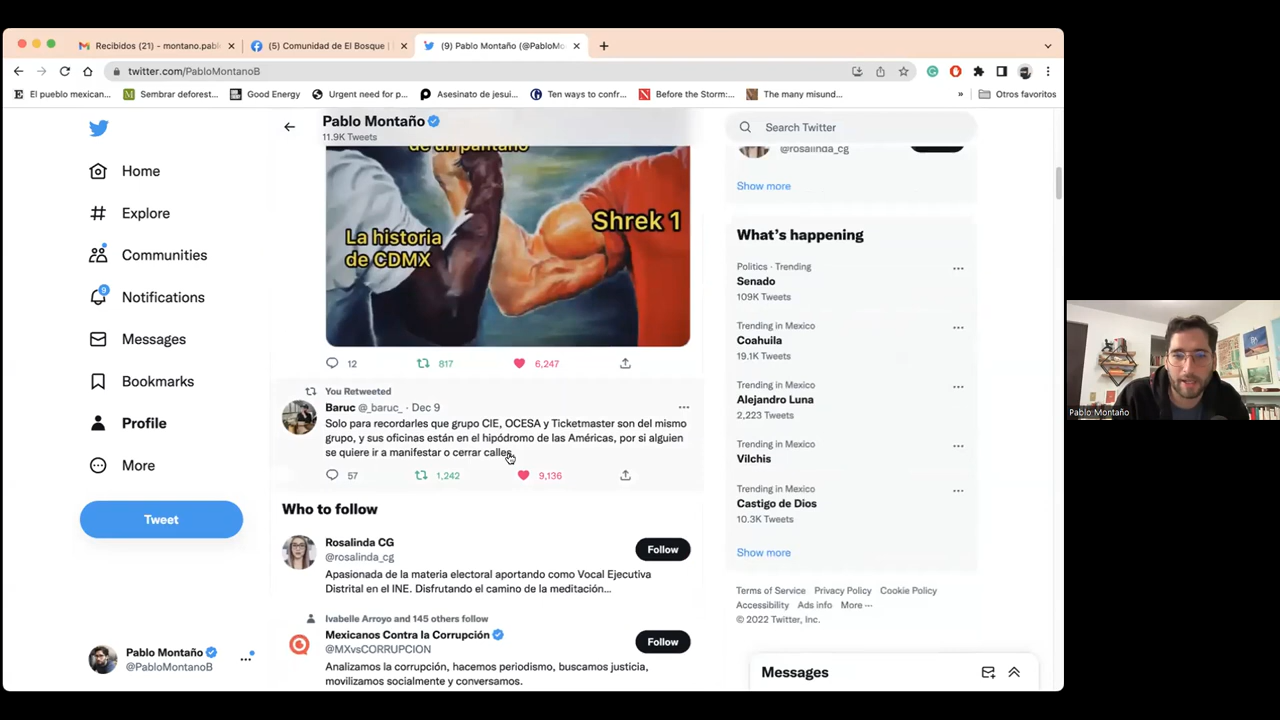 Recibidos (21) - montano.pabl
(5) Comunidad de El Bosque |
(9) Pablo Montaño (@PabloMo
twitter.com/PabloMontanoB
El pueblo mexican...
Sembrar deforest...
Good Energy
Urgent need for p...
Asesinato de jesui...
Ten ways to confr...
Before the Storm:...
The many misund...
»
Otros favoritos
Home
Explore
Communities
9
Notifications
Messages
Bookmarks
Profile
More
Tweet
Pablo Montaño
@PabloMontanoB
Pablo Montaño
11.9K Tweets
de un pantano
La historia
de CDMX
Shrek 1
12 817 6,247
You Retweeted
Baruc @_baruc_ · Dec 9
Solo para recordarles que grupo CIE, OCESA y Ticketmaster son del mismo
grupo, y sus oficinas están en el hipódromo de las Américas, por si alguien
se quiere ir a manifestar o cerrar calles.
57 1,242 9,136
Who to follow
Rosalinda CG
@rosalinda_cg
Follow
Apasionada de la materia electoral aportando como Vocal Ejecutiva
Distrital en el INE. Disfrutando el camino de la meditación...
Ivabelle Arroyo and 145 others follow
Mexicanos Contra la Corrupción
@MXvsCORRUPCION
Follow
Analizamos la corrupción, hacemos periodismo, buscamos justicia,
movilizamos socialmente y conversamos.
Search Twitter
@rosalinda_cg
Show more
What's happening
Politics · Trending
Senado
109K Tweets
Trending in Mexico
Coahuila
19.1K Tweets
Trending in Mexico
Alejandro Luna
2,223 Tweets
Trending in Mexico
Vilchis
Trending in Mexico
Castigo de Dios
10.3K Tweets
Show more
Terms of Service Privacy Policy Cookie Policy
Accessibility Ads info More ···
© 2022 Twitter, Inc.
Messages
Pablo Montaño